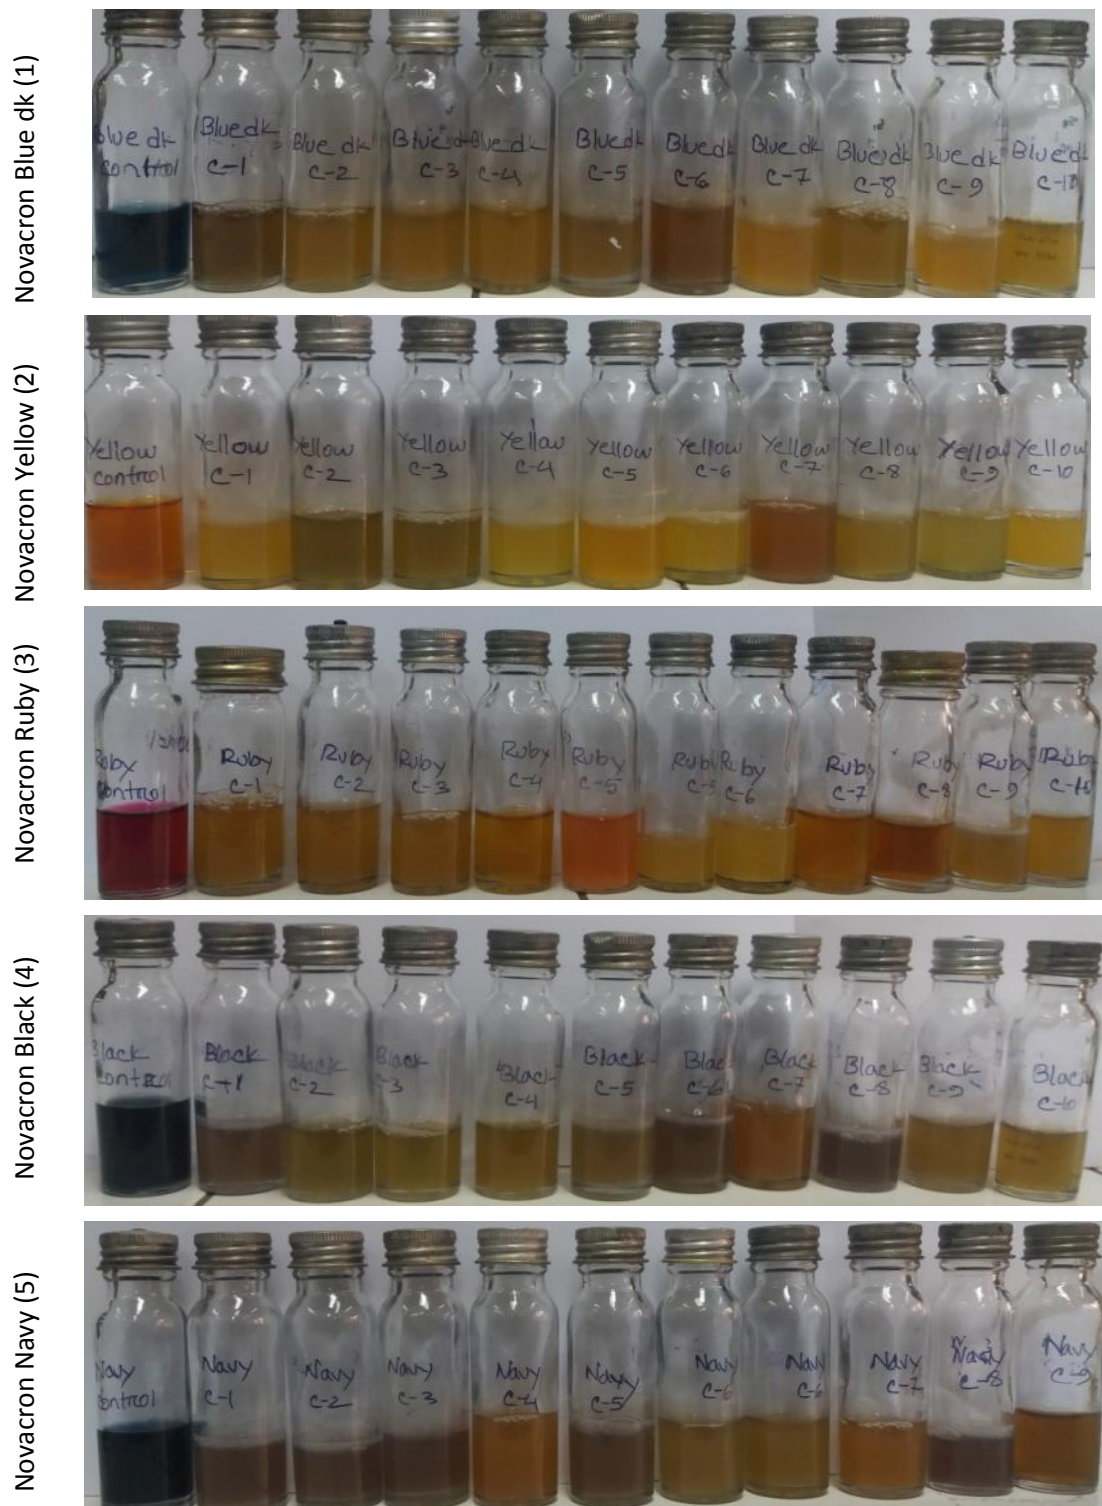 Novacron Blue dk (1)
Blue dk
Control
Blue dk
C-1
Blue dk
C-2
Blue dk
C-3
Blue dk
C-4
Blue dk
C-5
Blue dk
C-6
Blue dk
C-7
Blue dk
C-8
Blue dk
C-9
Blue dk
C-10
Novacron Yellow (2)
Yellow
Control
Yellow
C-1
Yellow
C-2
Yellow
C-3
Yellow
C-4
Yellow
C-5
Yellow
C-6
Yellow
C-7
Yellow
C-8
Yellow
C-9
Yellow
C-10
Novacron Ruby (3)
Ruby
Control
Ruby
C-1
Ruby
C-2
Ruby
C-3
Ruby
C-4
Ruby
C-5
Ruby
Ruby
C-6
Ruby
C-7
Ruby
C-8
Ruby
C-9
Ruby
C-10
Novacron Black (4)
Black
Control
Black
C-1
Black
C-2
Black
C-3
Black
C-4
Black
C-5
Black
C-6
Black
C-7
Black
C-8
Black
C-9
Black
C-10
Novacron Navy (5)
Navy
Control
Navy
C-1
Navy
C-2
Navy
C-3
Navy
C-4
Navy
C-5
Navy
C-6
Navy
C-6
Navy
C-7
Navy
C-8
Navy
C-9